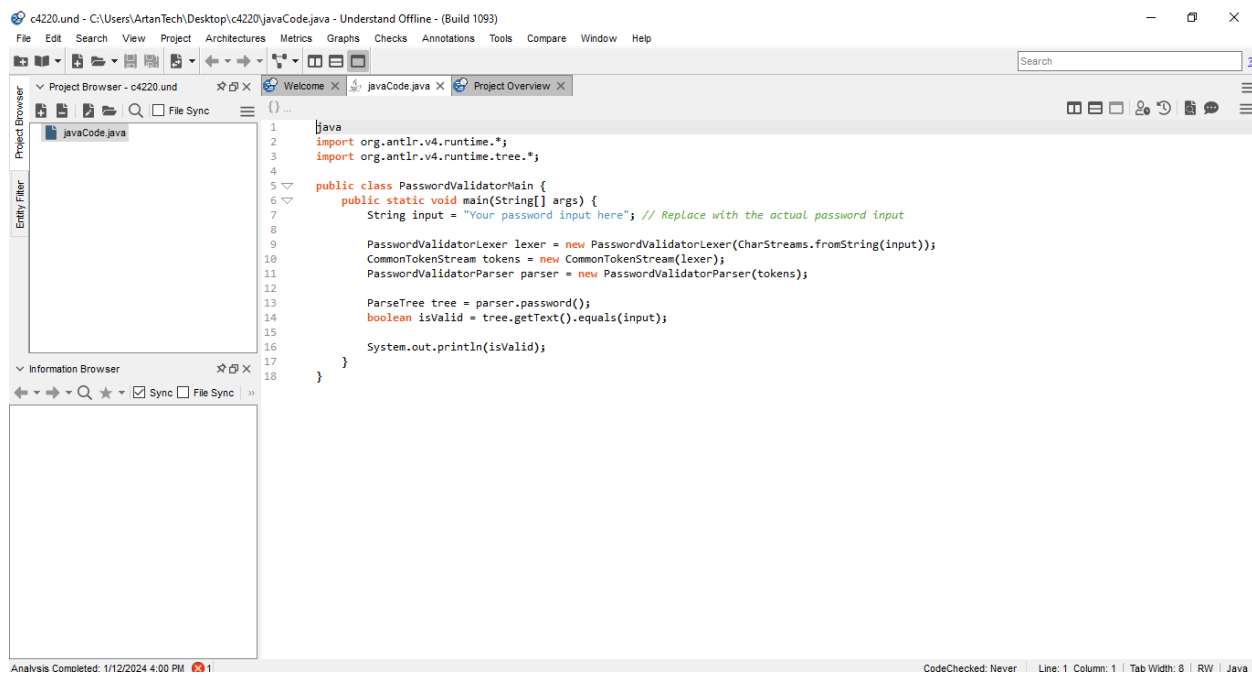 c4220.und - C:\Users\ArtanTech\Desktop\c4220\javaCode.java - Understand Offline - (Build 1093)
File Edit Search View Project Architectures Metrics Graphs Checks Annotations Tools Compare Window Help
Search
Project Browser
Entity Filter
Project Browser - c4220.und
File Sync
javaCode.java
Welcome javaCode.java Project Overview
{} ...
1 java
2 import org.antlr.v4.runtime.*;
3 import org.antlr.v4.runtime.tree.*;
4
5 public class PasswordValidatorMain {
6 public static void main(String[] args) {
7 String input = "Your password input here"; // Replace with the actual password input
8
9 PasswordValidatorLexer lexer = new PasswordValidatorLexer(CharStreams.fromString(input));
10 CommonTokenStream tokens = new CommonTokenStream(lexer);
11 PasswordValidatorParser parser = new PasswordValidatorParser(tokens);
12
13 ParseTree tree = parser.password();
14 boolean isValid = tree.getText().equals(input);
15
16 System.out.println(isValid);
17 }
18 }
Information Browser
Sync File Sync »
Analysis Completed: 1/12/2024 4:00 PM 1
CodeChecked: Never Line: 1 Column: 1 Tab Width: 8 RW Java